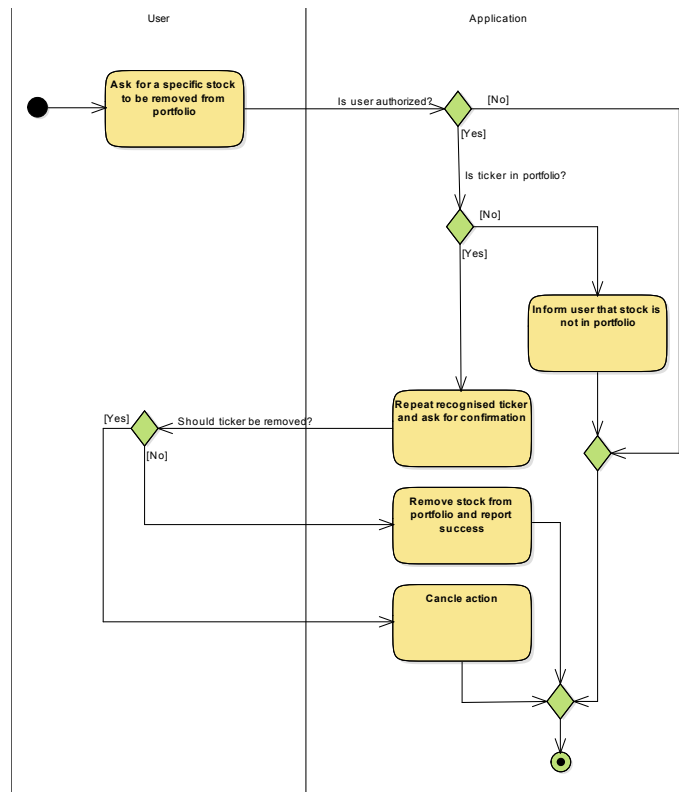 User
Application
Ask for a specific stock
to be removed from
portfolio
Is user authorized?
[No]
[Yes]
Is ticker in portfolio?
[No]
[Yes]
Inform user that stock is
not in portfolio
Repeat recognised ticker
and ask for confirmation
[Yes]
Should ticker be removed?
[No]
Remove stock from
portfolio and report
success
Cancle action